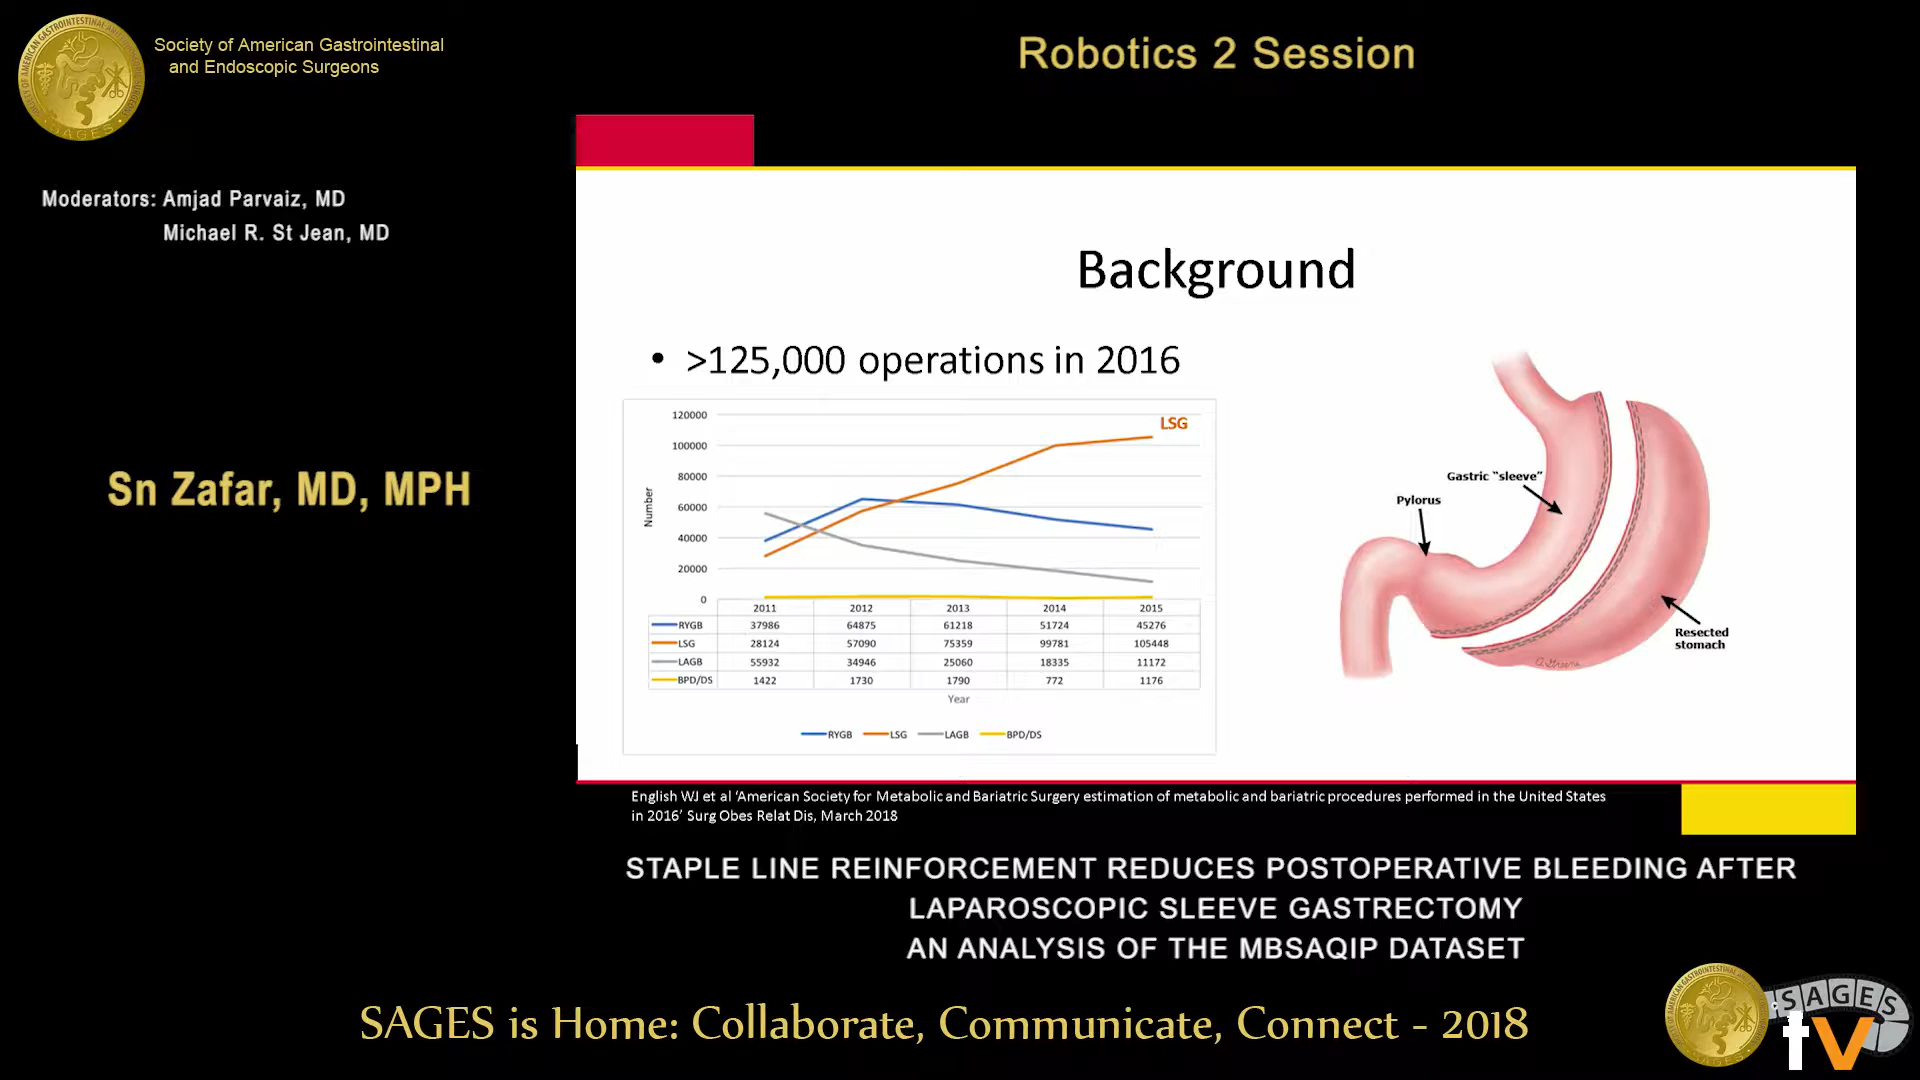 Society of American Gastrointestinal
and Endoscopic Surgeons
Robotics 2 Session
Moderators: Amjad Parvaiz, MD
Michael R. St Jean, MD
Sn Zafar, MD, MPH
Background
• >125,000 operations in 2016
LSG
120000
100000
80000
60000
40000
20000
0
Number
2011 2012 2013 2014 2015
RYGB 37986 64875 61218 51724 45276
LSG 28124 57090 75359 99781 105448
LAGB 55932 34946 25060 18335 11172
BPD/DS 1422 1730 1790 772 1176
Year
RYGB LSG LAGB BPD/DS
Gastric “sleeve”
Pylorus
Resected
stomach
English WJ et al ‘American Society for Metabolic and Bariatric Surgery estimation of metabolic and bariatric procedures performed in the United States
in 2016’ Surg Obes Relat Dis, March 2018
STAPLE LINE REINFORCEMENT REDUCES POSTOPERATIVE BLEEDING AFTER
LAPAROSCOPIC SLEEVE GASTRECTOMY
AN ANALYSIS OF THE MBSAQIP DATASET
SAGES is Home: Collaborate, Communicate, Connect - 2018
SAGES
tv